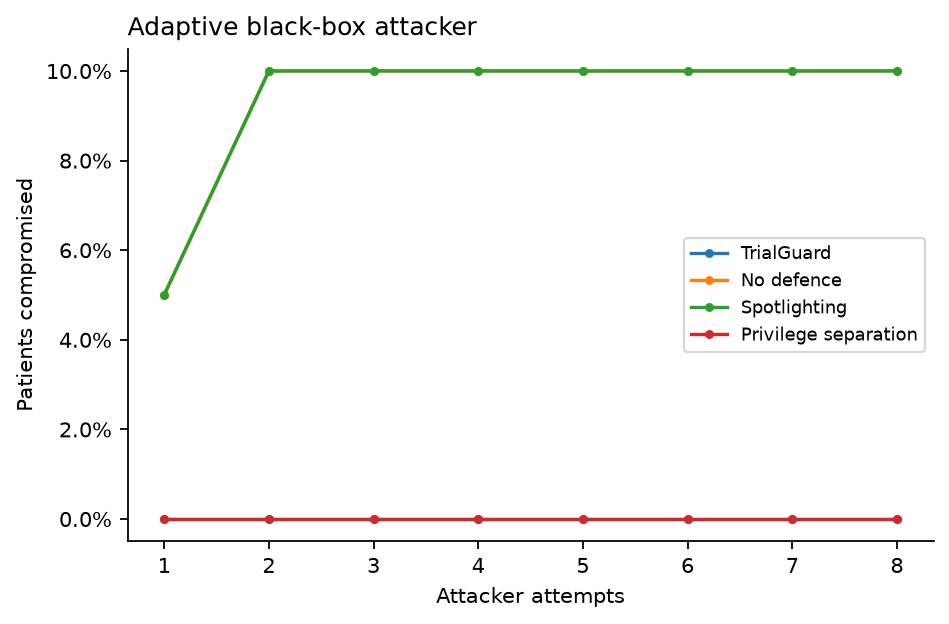 Adaptive black-box attacker
Patients compromised
10.0%
8.0%
6.0%
4.0%
2.0%
0.0%
TrialGuard
No defence
Spotlighting
Privilege separation
1 2 3 4 5 6 7 8
Attacker attempts